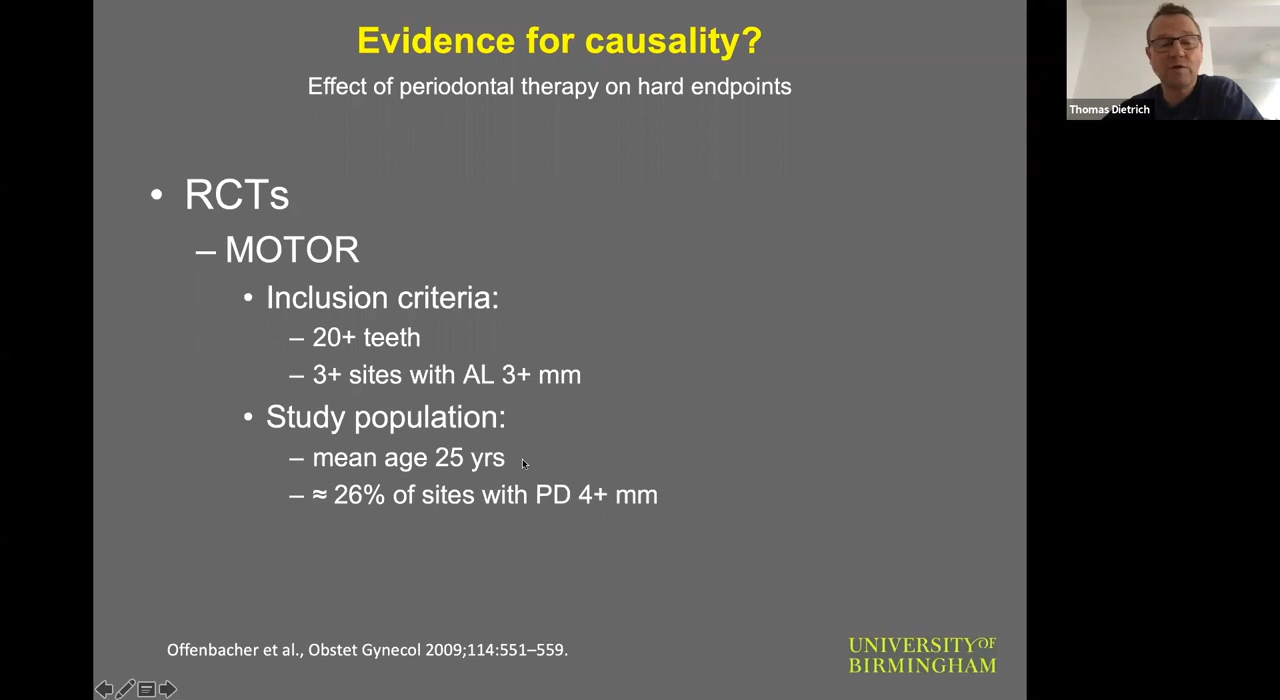 Evidence for causality?
Effect of periodontal therapy on hard endpoints
• RCTs
– MOTOR
• Inclusion criteria:
– 20+ teeth
– 3+ sites with AL 3+ mm
• Study population:
– mean age 25 yrs
– ≈ 26% of sites with PD 4+ mm
Offenbacher et al., Obstet Gynecol 2009;114:551–559.
UNIVERSITY OF
BIRMINGHAM
Thomas Dietrich